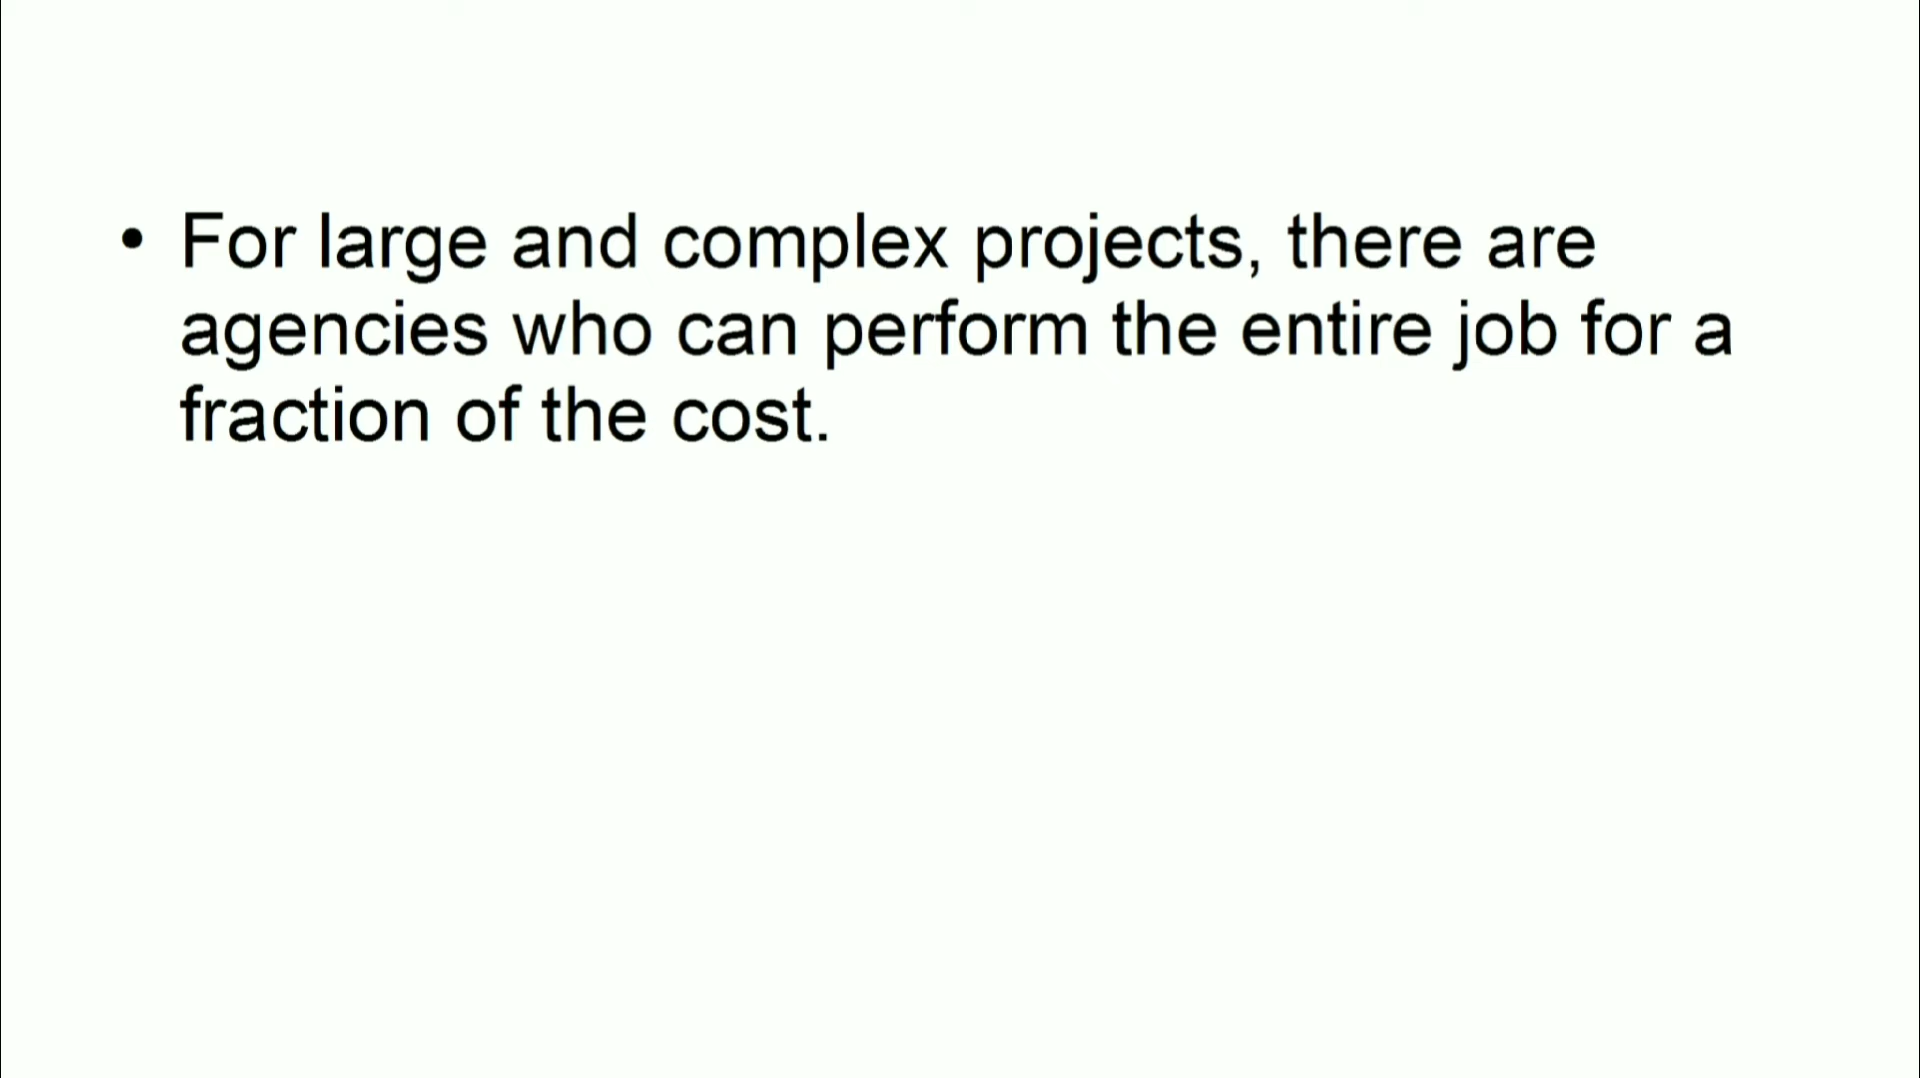 • For large and complex projects, there are
agencies who can perform the entire job for a
fraction of the cost.